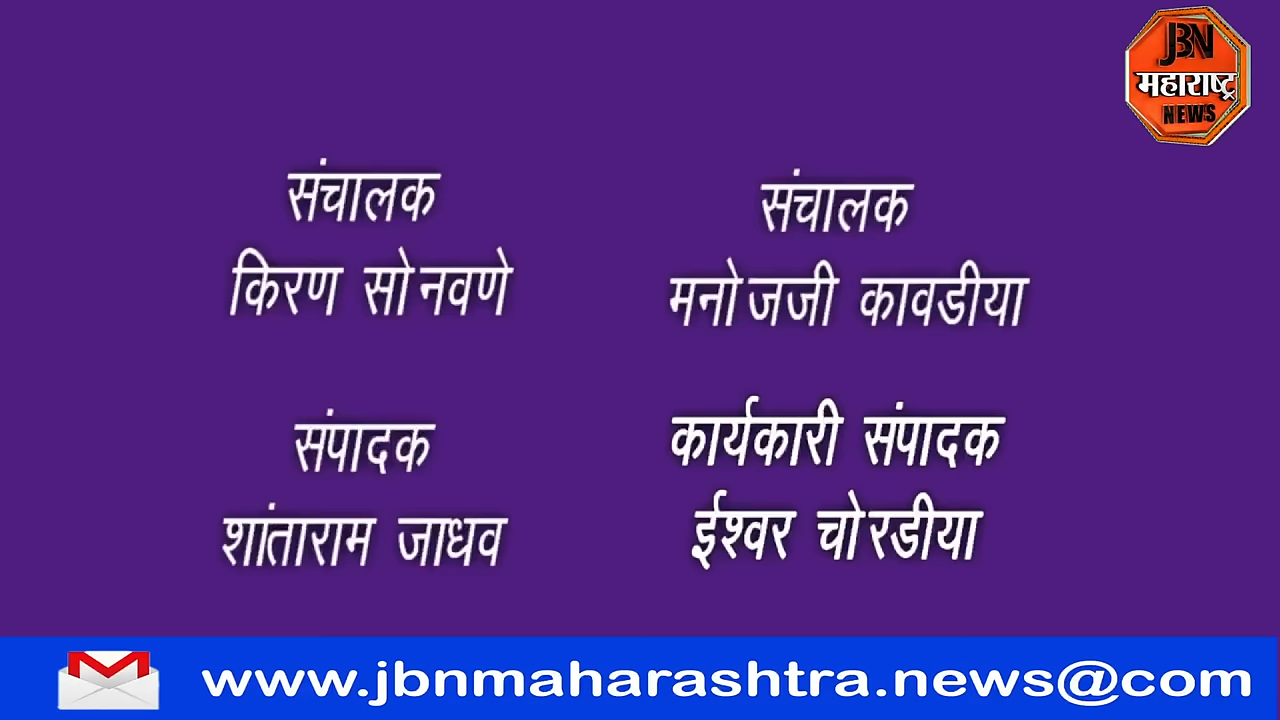 JBN
महाराष्ट्र
NEWS
संचालक
किरण सोनवणे
संचालक
मनोजजी कावडीया
संपादक
शांताराम जाधव
कार्यकारी संपादक
ईश्वर चोरडीया
www.jbnmaharashtra.news@com